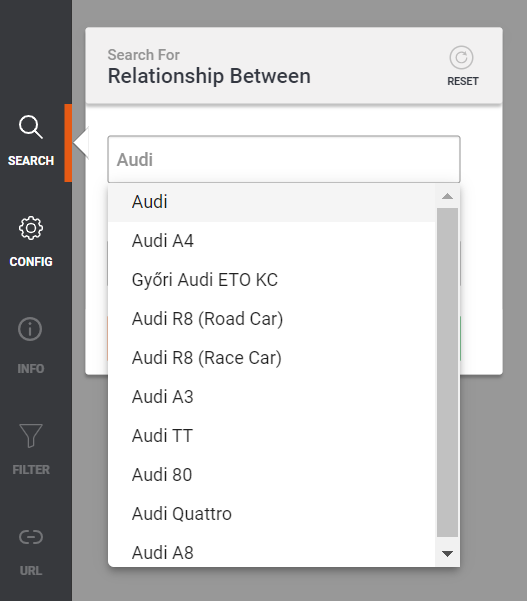 Search For
Relationship Between
RESET
SEARCH
CONFIG
INFO
FILTER
URL
Audi
Audi
Audi A4
Győri Audi ETO KC
Audi R8 (Road Car)
Audi R8 (Race Car)
Audi A3
Audi TT
Audi 80
Audi Quattro
Audi A8